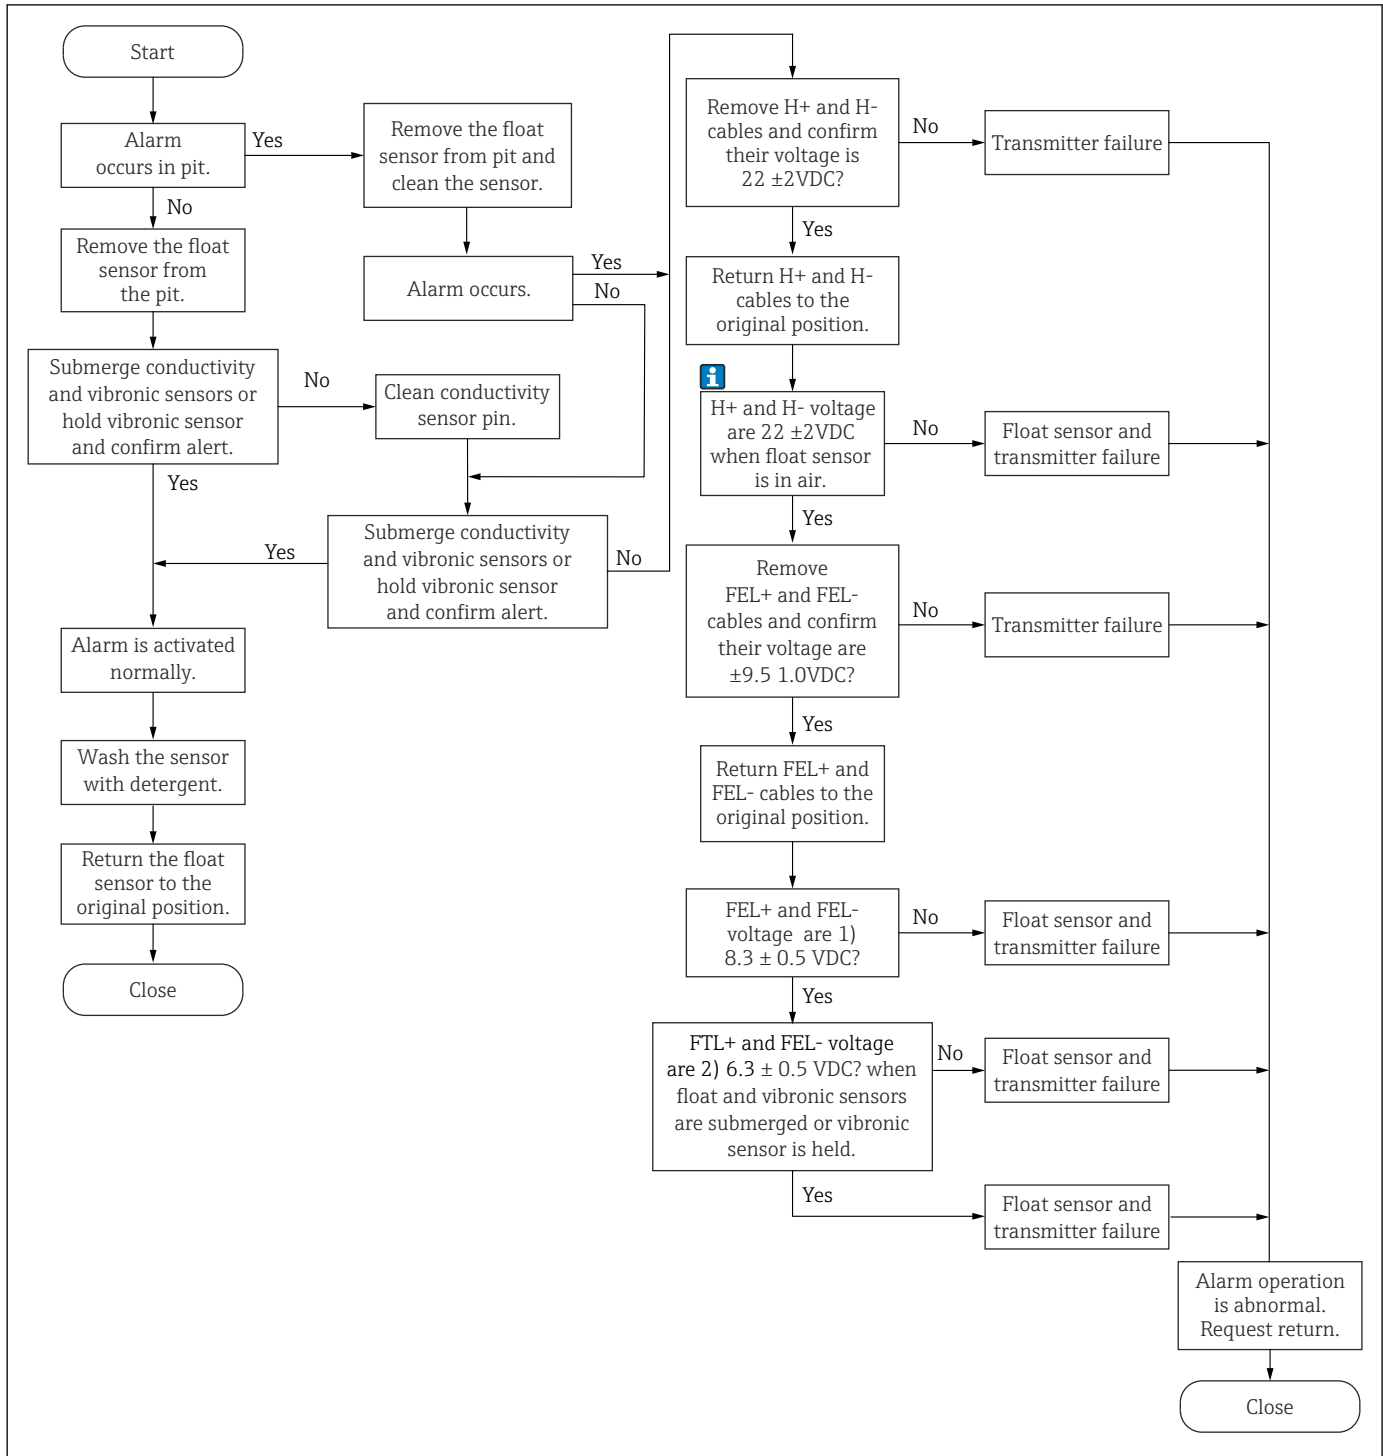 Start
Alarm
occurs in pit.
Yes
No
Remove the float
sensor from
the pit.
Submerge conductivity
and vibronic sensors or
hold vibronic sensor
and confirm alert.
No
Yes
Alarm is activated
normally.
Wash the sensor
with detergent.
Return the float
sensor to the
original position.
Close
Remove the float
sensor from pit and
clean the sensor.
Alarm occurs.
Yes
No
Clean conductivity
sensor pin.
Submerge conductivity
and vibronic sensors or
hold vibronic sensor
and confirm alert.
Yes
No
Remove H+ and H-
cables and confirm
their voltage is
22 ±2VDC?
No
Transmitter failure
Yes
Return H+ and H-
cables to the
original position.
i
H+ and H- voltage
are 22 ±2VDC
when float sensor
is in air.
No
Float sensor and
transmitter failure
Yes
Remove
FEL+ and FEL-
cables and confirm
their voltage are
±9.5 1.0VDC?
No
Transmitter failure
Yes
Return FEL+ and
FEL- cables to the
original position.
FEL+ and FEL-
voltage are 1)
8.3 ± 0.5 VDC?
No
Float sensor and
transmitter failure
Yes
FTL+ and FEL- voltage
are 2) 6.3 ± 0.5 VDC? when
float and vibronic sensors
are submerged or vibronic
sensor is held.
No
Float sensor and
transmitter failure
Yes
Float sensor and
transmitter failure
Alarm operation
is abnormal.
Request return.
Close